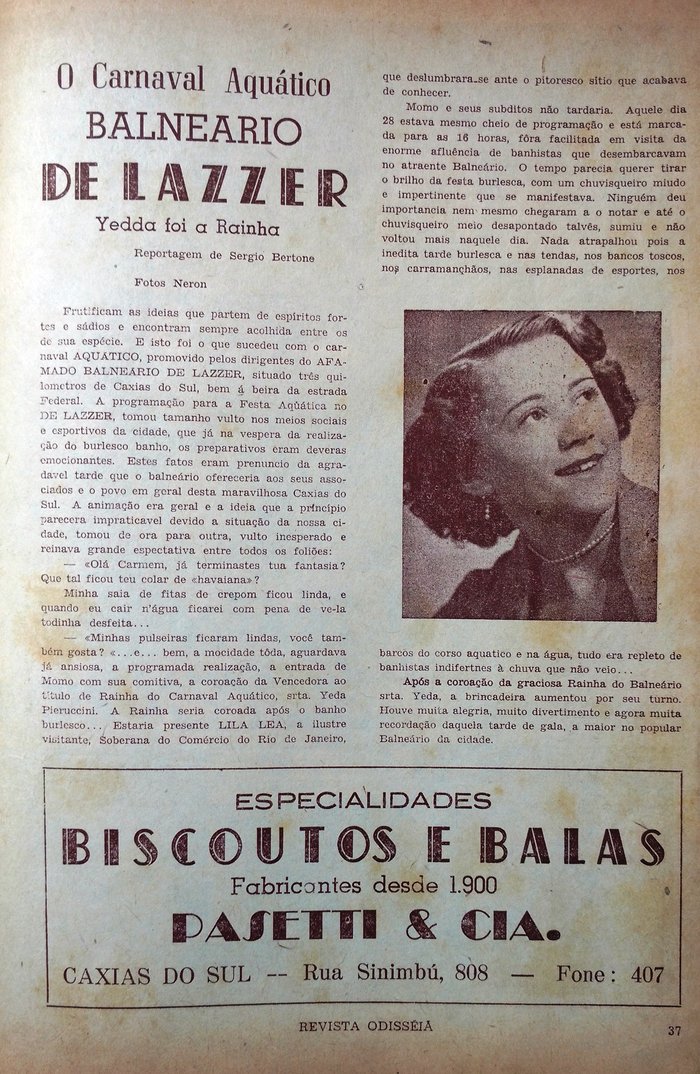 O Carnaval Aquático
BALNEARIO
DE LAZZER
Yedda foi a Rainha
Reportagem de Sergio Bertone
Fotos Neron
Frutificam as ideias que partem de espíritos for-
tes e sádios e encontram sempre acolhida entre os
de sua espécie. E isto foi o que sucedeu com o car-
naval AQUATICO, promovido pelos dirigentes do AFA-
MADO BALNEARIO DE LAZZER, situado três qui-
lometros de Caxias do Sul, bem á beira da estrada
Federal. A programação para a Festa Aqüática no
DE LAZZER, tomou tamanho vulto nos meios sociais
e esportivos da cidade, que já na vespera da realiza-
ção do burlesco banho, os preparativos eram deveras
emocionantes. Estes fatos eram prenuncio da agra-
davel tarde que o balneário ofereceria aos seus asso-
ciados e o povo em geral desta maravilhosa Caxias do
Sul. A animação era geral e a ideia que a príncípio
parecera impraticavel devido a situação da nossa ci-
dade, tomou de ora para outra, vulto inesperado e
reinava grande espectativa entre todos os foliões:
— «Olá Carmem, já terminastes tua fantasia?
Que tal ficou teu colar de «havaiana»?
Minha saia de fitas de crepom ficou linda, e
quando eu cair n'água ficarei com pena de ve-la
todinha desfeita...
— «Minhas pulseiras ficaram lindas, você tam-
bém gosta? «...e... bem, a mocidade tôda, aguardava
já ansiosa, a programada realização, a entrada de
Momo com sua comitiva, a coroação da Vencedora ao
título de Rainha do Carnaval Aquático, srta. Yeda
Pieruccini. A Rainha seria coroada após o banho
burlesco... Estaria presente LILA LEA, a ilustre
visitante, Soberana do Comércio do Rio de Janeiro,
que deslumbrara-se ante o pitoresco sitio que acabava
de conhecer.
Momo e seus subditos não tardaria. Aquele dia
28 estava mesmo cheio de programação e está marca-
da para as 16 horas, fôra facilitada em visita da
enorme afluência de banhistas que desembarcavam
no atraente Balneário. O tempo parecia querer tirar
o brilho da festa burlesca, com um chuvisqueiro miudo
e impertinente que se manifestava. Ninguém deu
importancia nem mesmo chegaram a o notar e até o
chuvisqueiro meio desapontado talvês, sumiu e não
voltou mais naquele dia. Nada atrapalhou pois a
inedita tarde burlesca e nas tendas, nos bancos toscos,
nos carramanchãos, nas esplanadas de esportes, nos
barcos do corso aquatico e na água, tudo era repleto de
banhistas indifertnes à chuva que não veio...
Após a coroação da graciosa Rainha do Balneário
srta. Yeda, a brincadeira aumentou por seu turno.
Houve muita alegria, muito divertimento e agora muita
recordação daquela tarde de gala, a maior no popular
Balneário da cidade.
ESPECIALIDADES
BISCOUTOS E BALAS
Fabricantes desde 1.900
PASETTI & CIA.
CAXIAS DO SUL -- Rua Sinimbú, 808 — Fone: 407
REVISTA ODISSÉIA
37